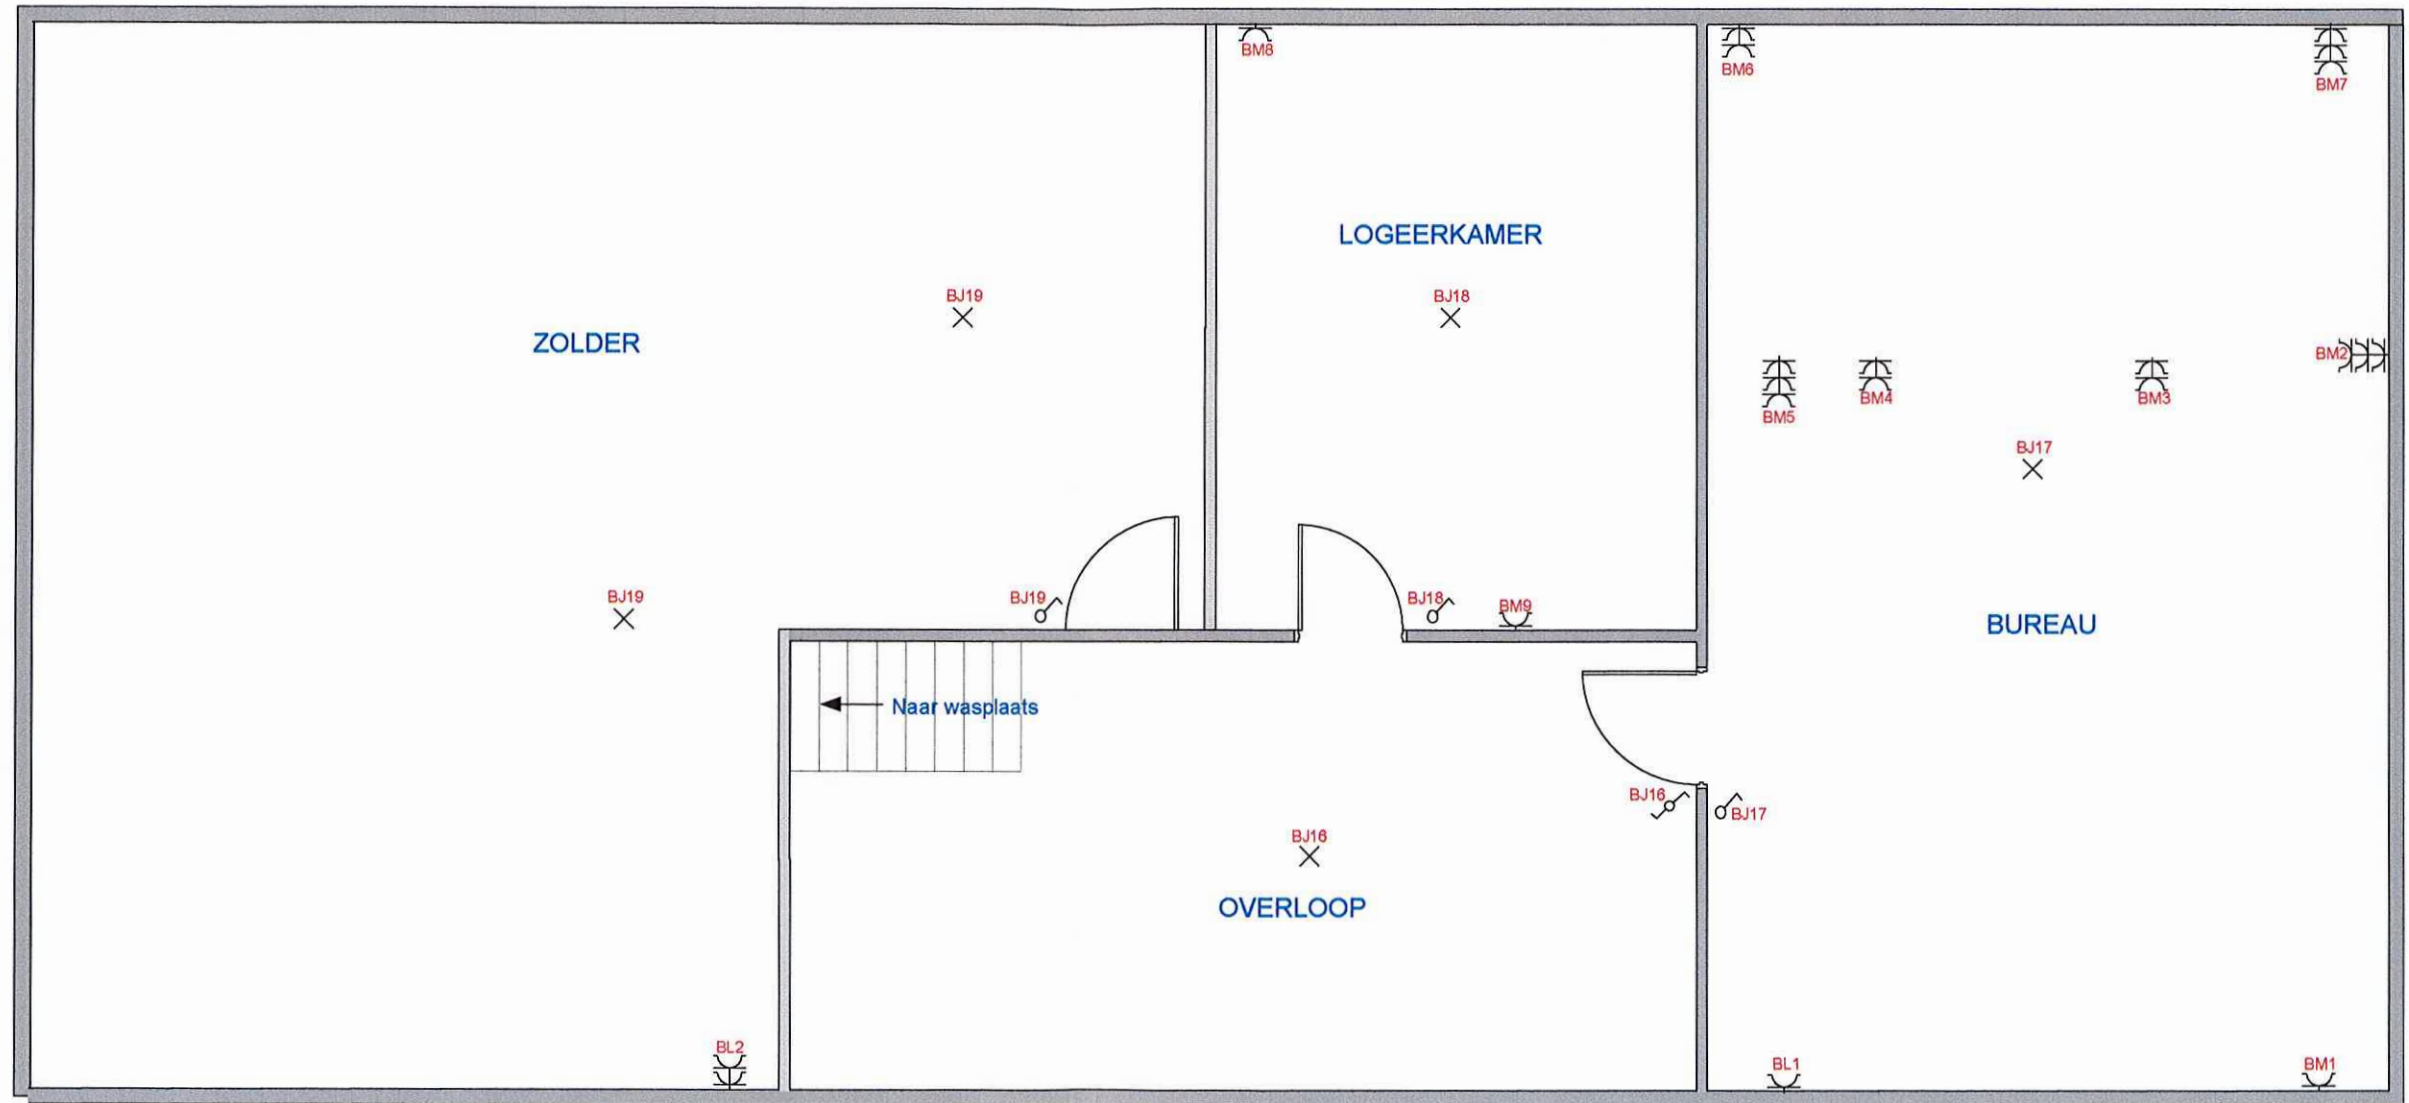 BM8
BM6
BM7
LOGEERKAMER
BJ19
BJ18
ZOLDER
BM2
BM5
BM4
BM3
BJ17
BJ19
BJ19
BJ18
BM9
BUREAU
Naar wasplaats
BJ16
BJ17
BJ16
OVERLOOP
BL2
BL1
BM1